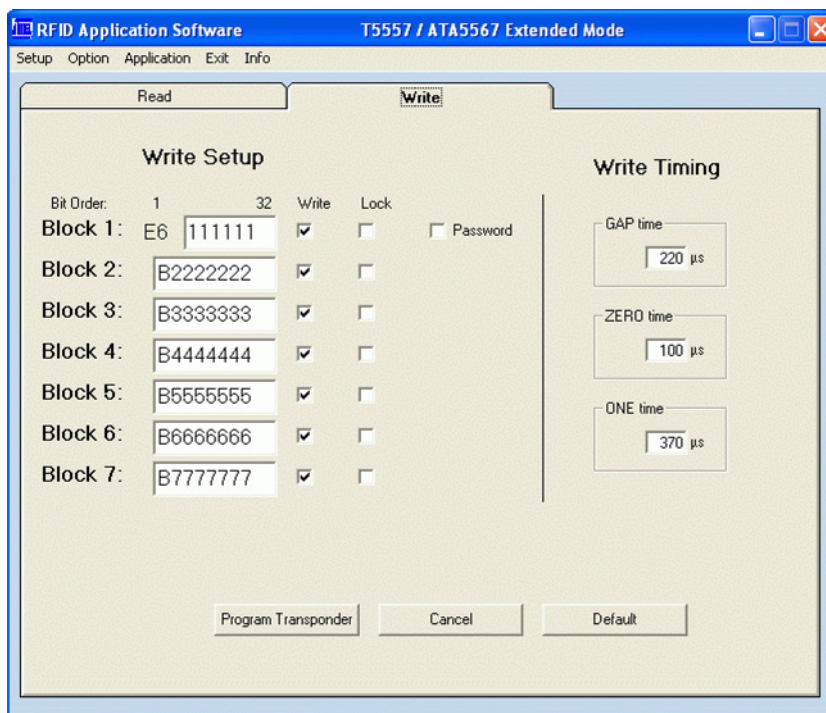 RFID Application Software T5557 / ATA5567 Extended Mode
Setup Option Application Exit Info
Read Write
Write Setup
Write Timing
Bit Order: 1 32 Write Lock
Block 1: E6 111111 Password
GAP time
220 µs
Block 2: B2222222
Block 3: B3333333
ZERO time
100 µs
Block 4: B4444444
Block 5: B5555555
ONE time
370 µs
Block 6: B6666666
Block 7: B7777777
Program Transponder Cancel Default